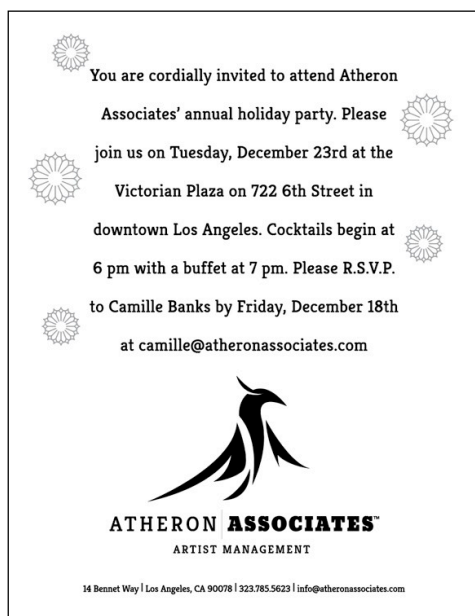 You are cordially invited to attend Atheron
Associates’ annual holiday party. Please
join us on Tuesday, December 23rd at the
Victorian Plaza on 722 6th Street in
downtown Los Angeles. Cocktails begin at
6 pm with a buffet at 7 pm. Please R.S.V.P.
to Camille Banks by Friday, December 18th
at camille@atheronassociates.com
ATHERON | ASSOCIATES™
ARTIST MANAGEMENT
14 Bennet Way | Los Angeles, CA 90078 | 323.785.5623 | info@atheronassociates.com